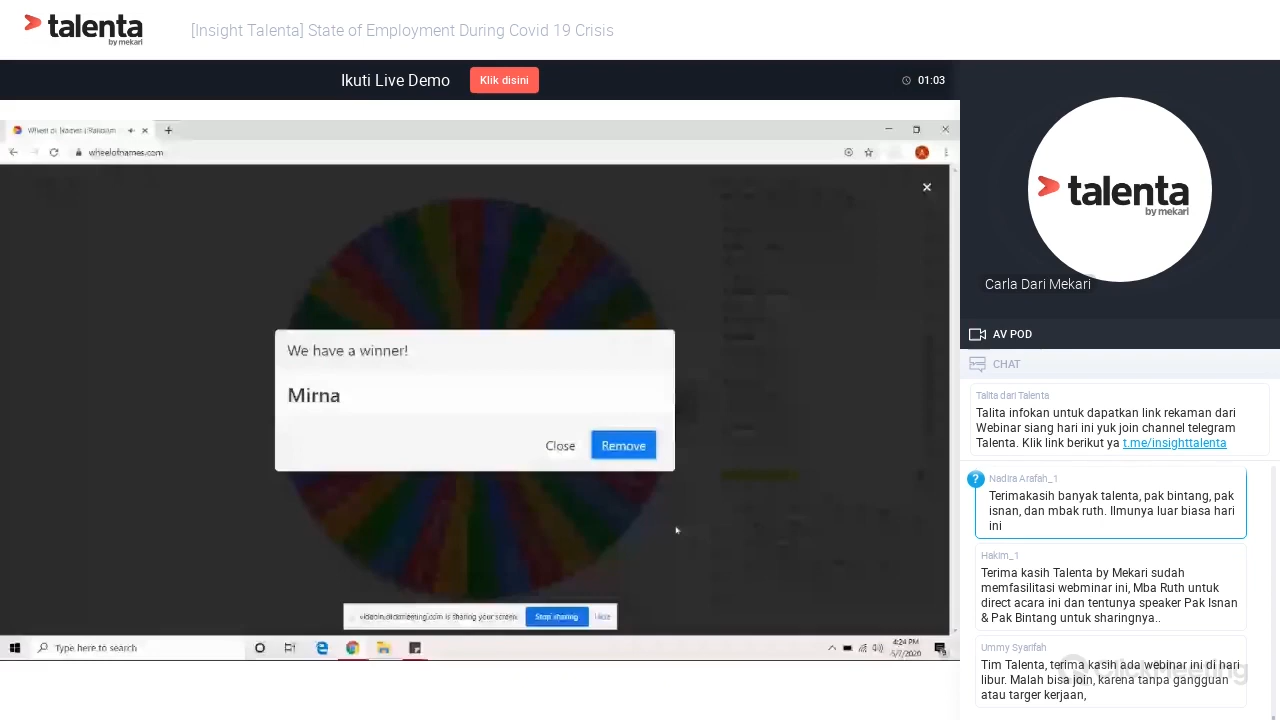 talenta
by mekari
[Insight Talenta] State of Employment During Covid 19 Crisis
Ikuti Live Demo
Klik disini
01:03
wheelofnames.com
We have a winner!
Mirna
Close
Remove
is sharing your screen.
Stop sharing
Hide
Type here to search
4:24 PM
5/7/2020
talenta
by mekari
Carla Dari Mekari
AV POD
CHAT
Talita dari Talenta
Talita infokan untuk dapatkan link rekaman dari
Webinar siang hari ini yuk join channel telegram
Talenta. Klik link berikut ya t.me/insighttalenta
?
Nadira Arafah_1
Terimakasih banyak talenta, pak bintang, pak
isnan, dan mbak ruth. Ilmunya luar biasa hari
ini
Hakim_1
Terima kasih Talenta by Mekari sudah
memfasilitasi webminar ini, Mba Ruth untuk
direct acara ini dan tentunya speaker Pak Isnan
& Pak Bintang untuk sharingnya..
Ummy Syarifah
Tim Talenta, terima kasih ada webinar ini di hari
libur. Malah bisa join, karena tanpa gangguan
atau targer kerjaan,
ClickMeeting